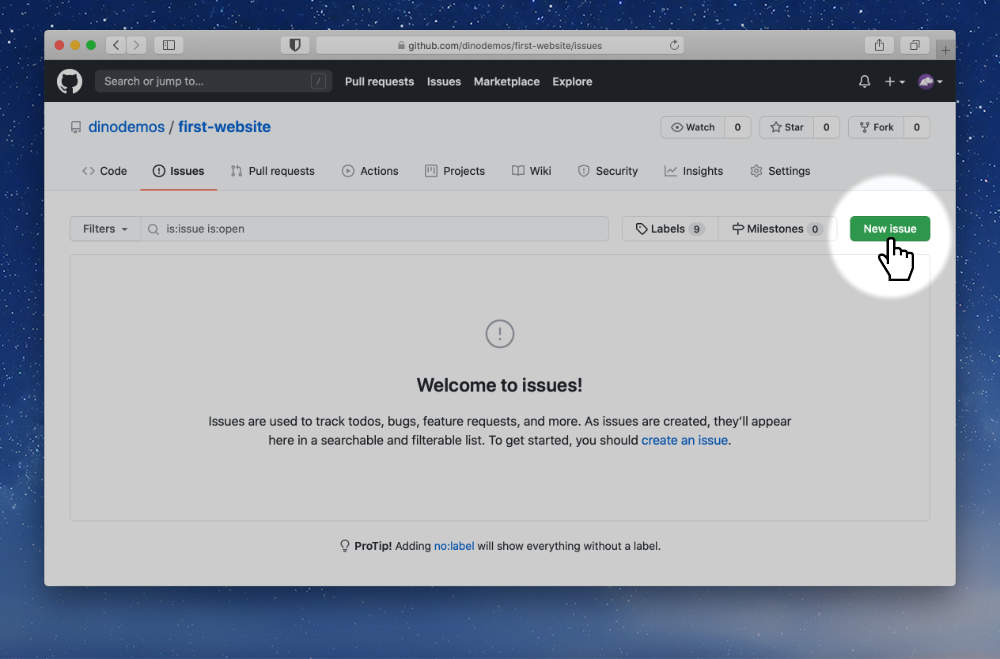 github.com/dinodemos/first-website/issues
Search or jump to... /
Pull requests Issues Marketplace Explore
dinodemos / first-website
Watch 0 Star 0 Fork 0
Code Issues Pull requests Actions Projects Wiki Security Insights Settings
Filters is:issue is:open Labels 9 Milestones 0 New issue
Welcome to issues!
Issues are used to track todos, bugs, feature requests, and more. As issues are created, they'll appear
here in a searchable and filterable list. To get started, you should create an issue.
ProTip! Adding no:label will show everything without a label.